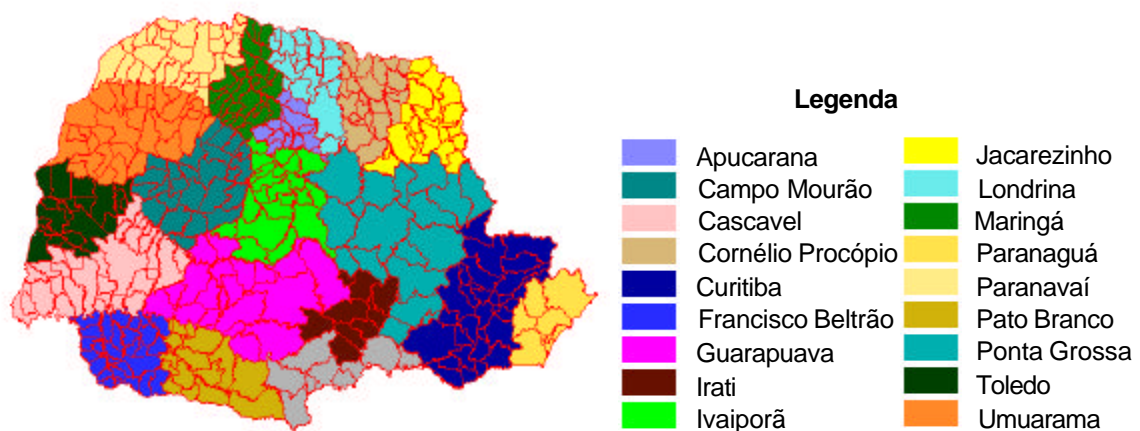 Legenda
Apucarana
Campo Mourão
Cascavel
Cornélio Procópio
Curitiba
Francisco Beltrão
Guarapuava
Irati
Ivaiporã
Jacarezinho
Londrina
Maringá
Paranaguá
Paranavaí
Pato Branco
Ponta Grossa
Toledo
Umuarama